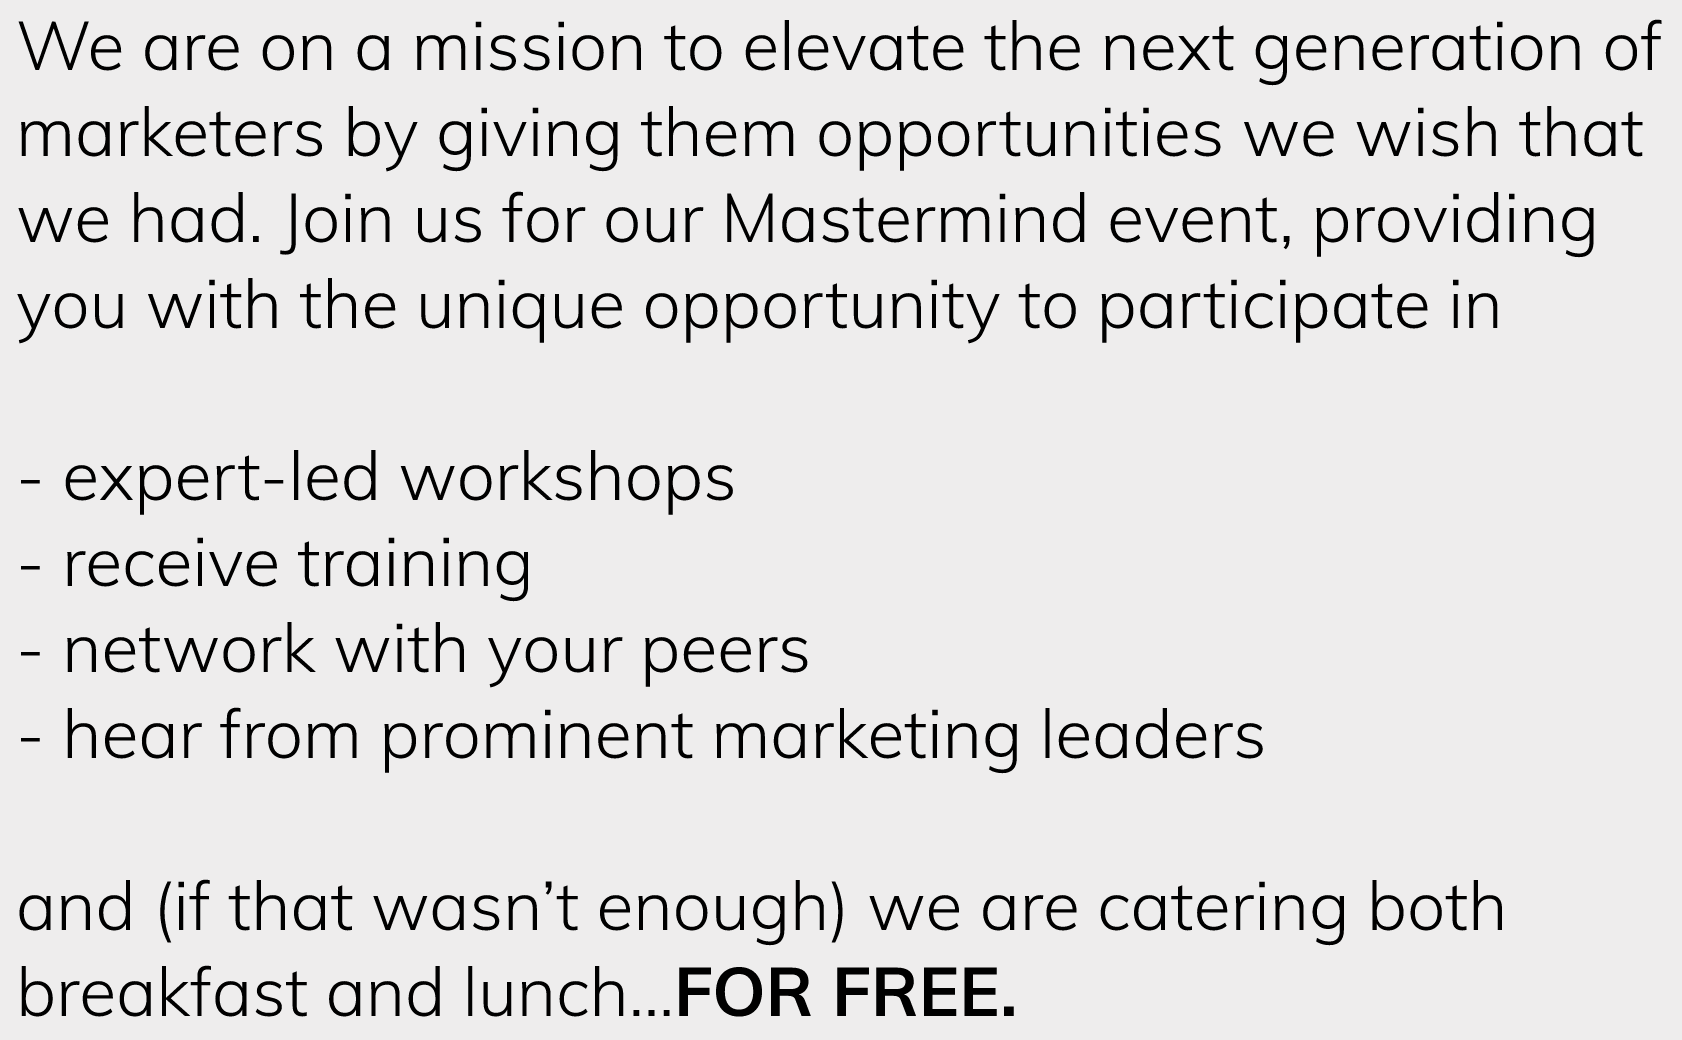 We are on a mission to elevate the next generation of
marketers by giving them opportunities we wish that
we had. Join us for our Mastermind event, providing
you with the unique opportunity to participate in
- expert-led workshops
- receive training
- network with your peers
- hear from prominent marketing leaders
and (if that wasn’t enough) we are catering both
breakfast and lunch...FOR FREE.